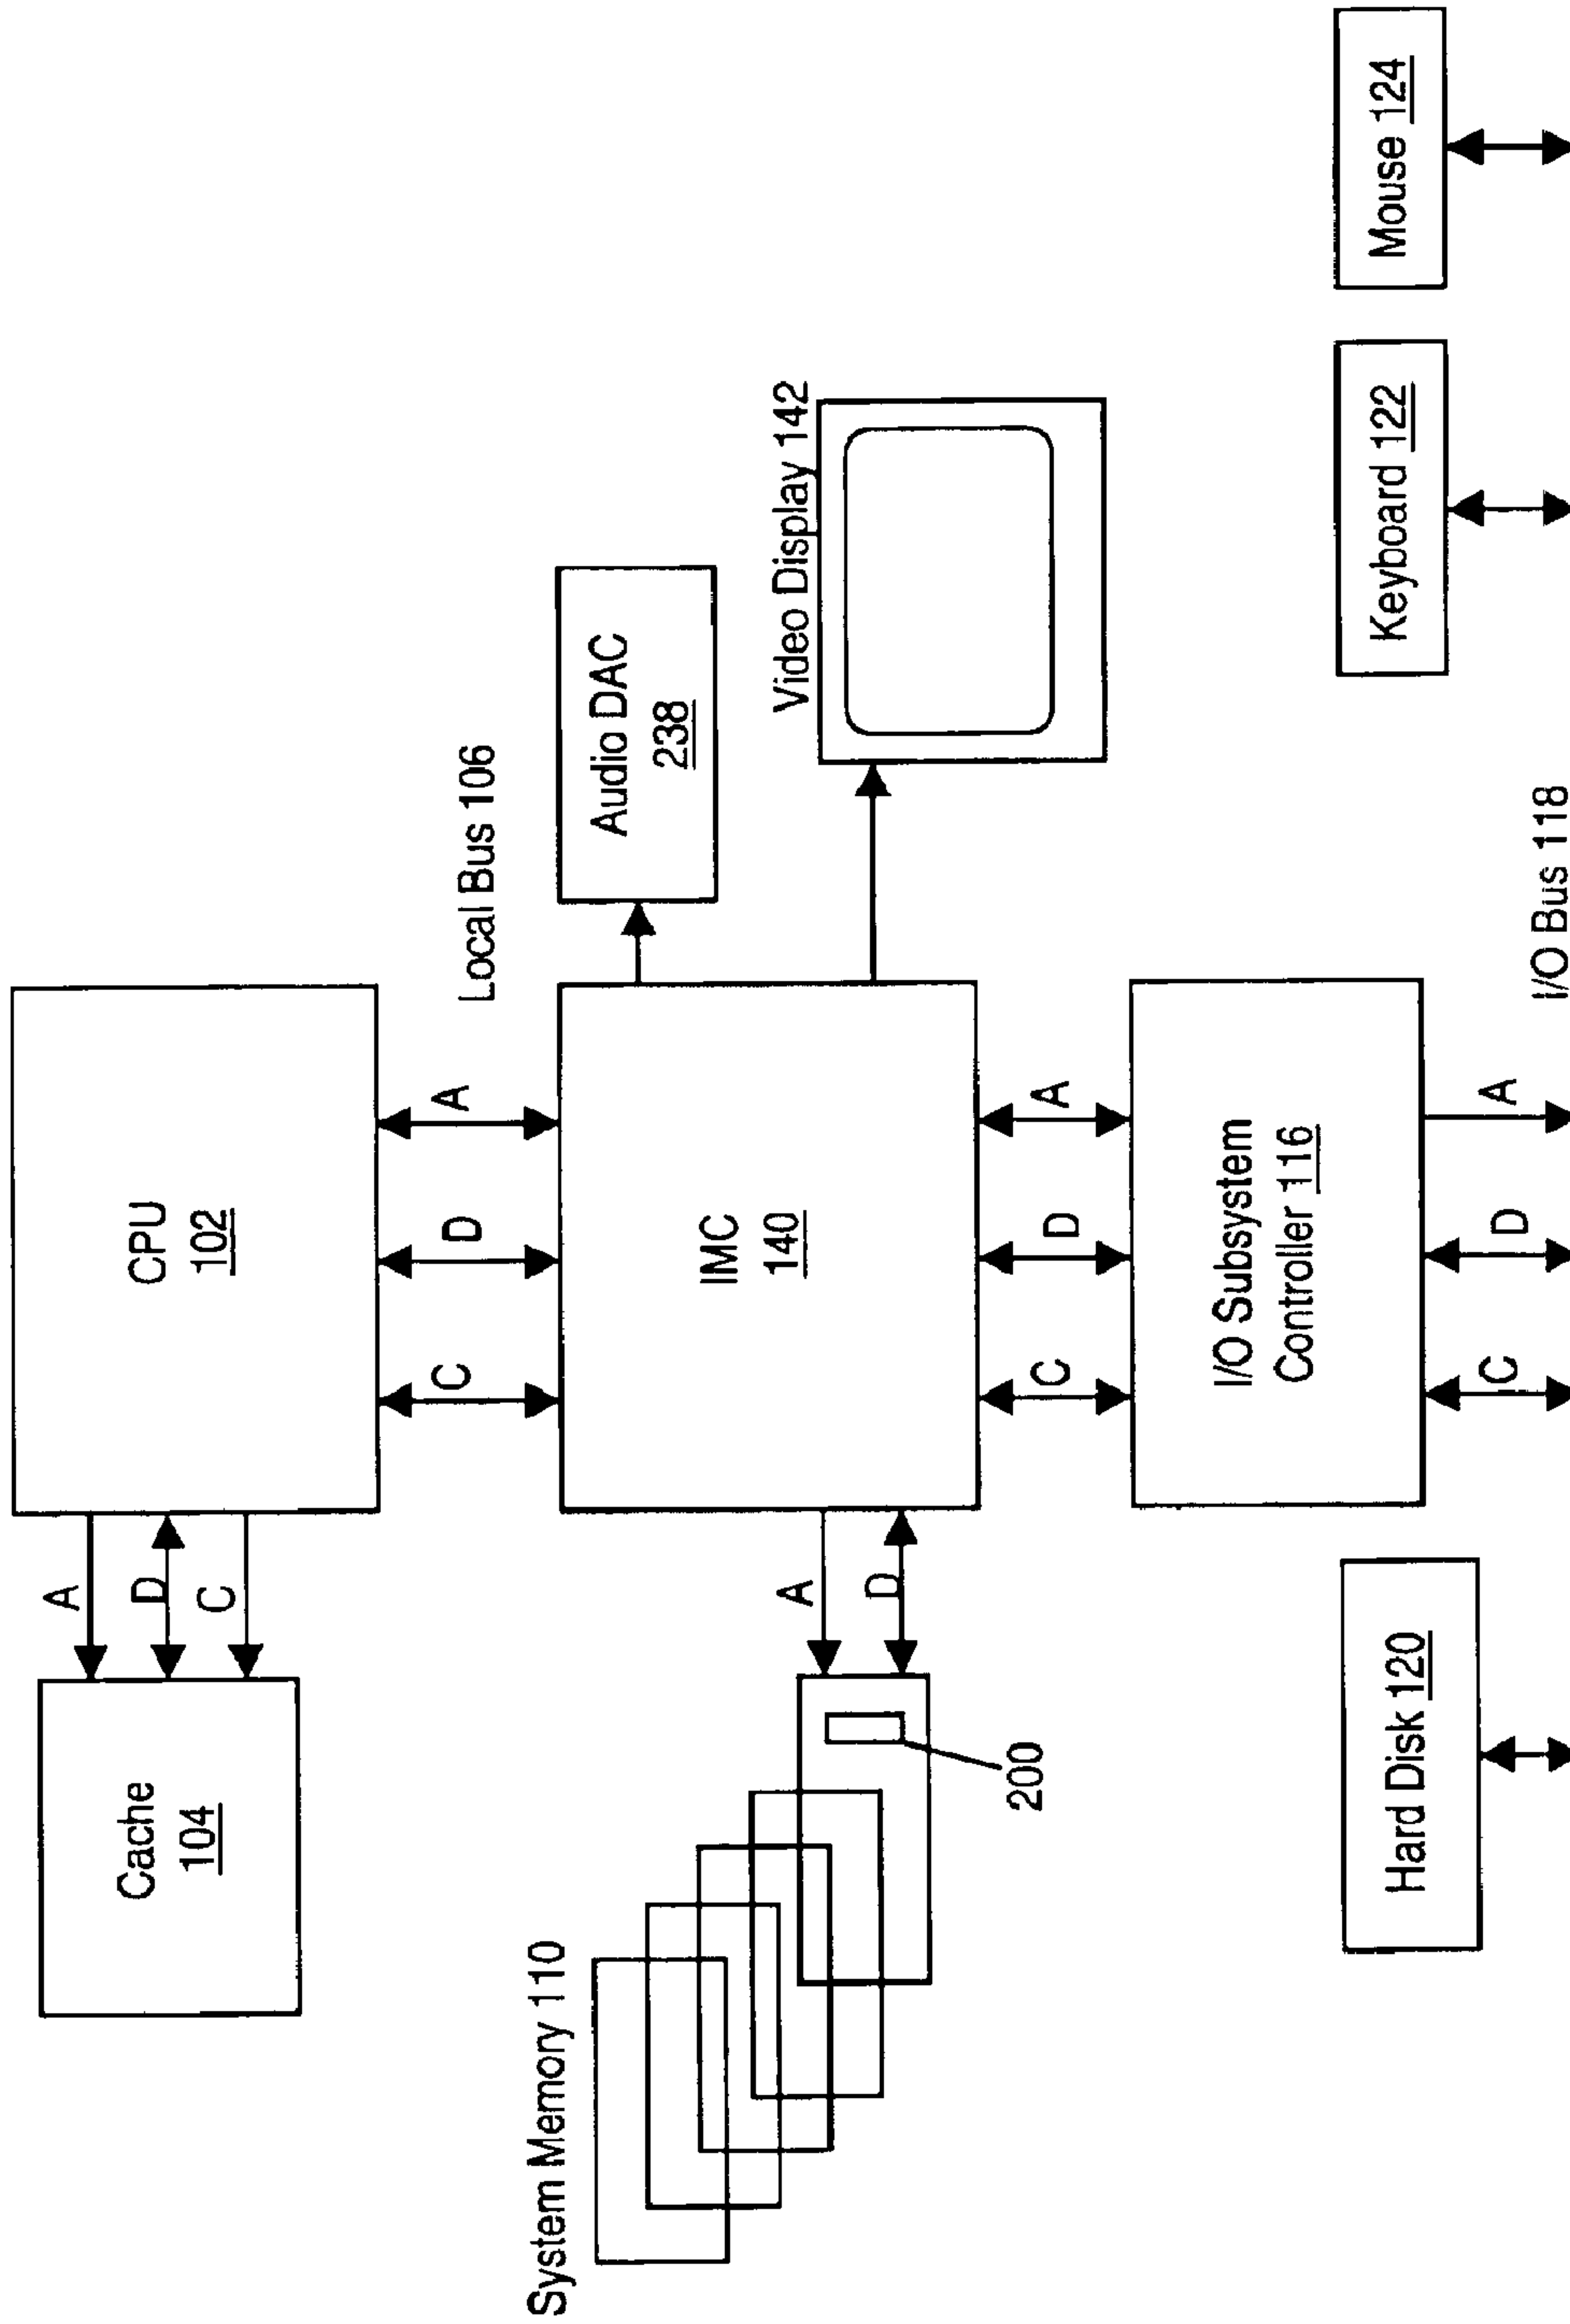 Cache
104
A
D
C
CPU
102
C
D
A
Local Bus 106
System Memory 110
200
A
D
IMC
140
Audio DAC
238
Video Display 142
C
D
A
I/O Subsystem
Controller 116
Hard Disk 120
Keyboard 122
Mouse 124
C
D
A
I/O Bus 118